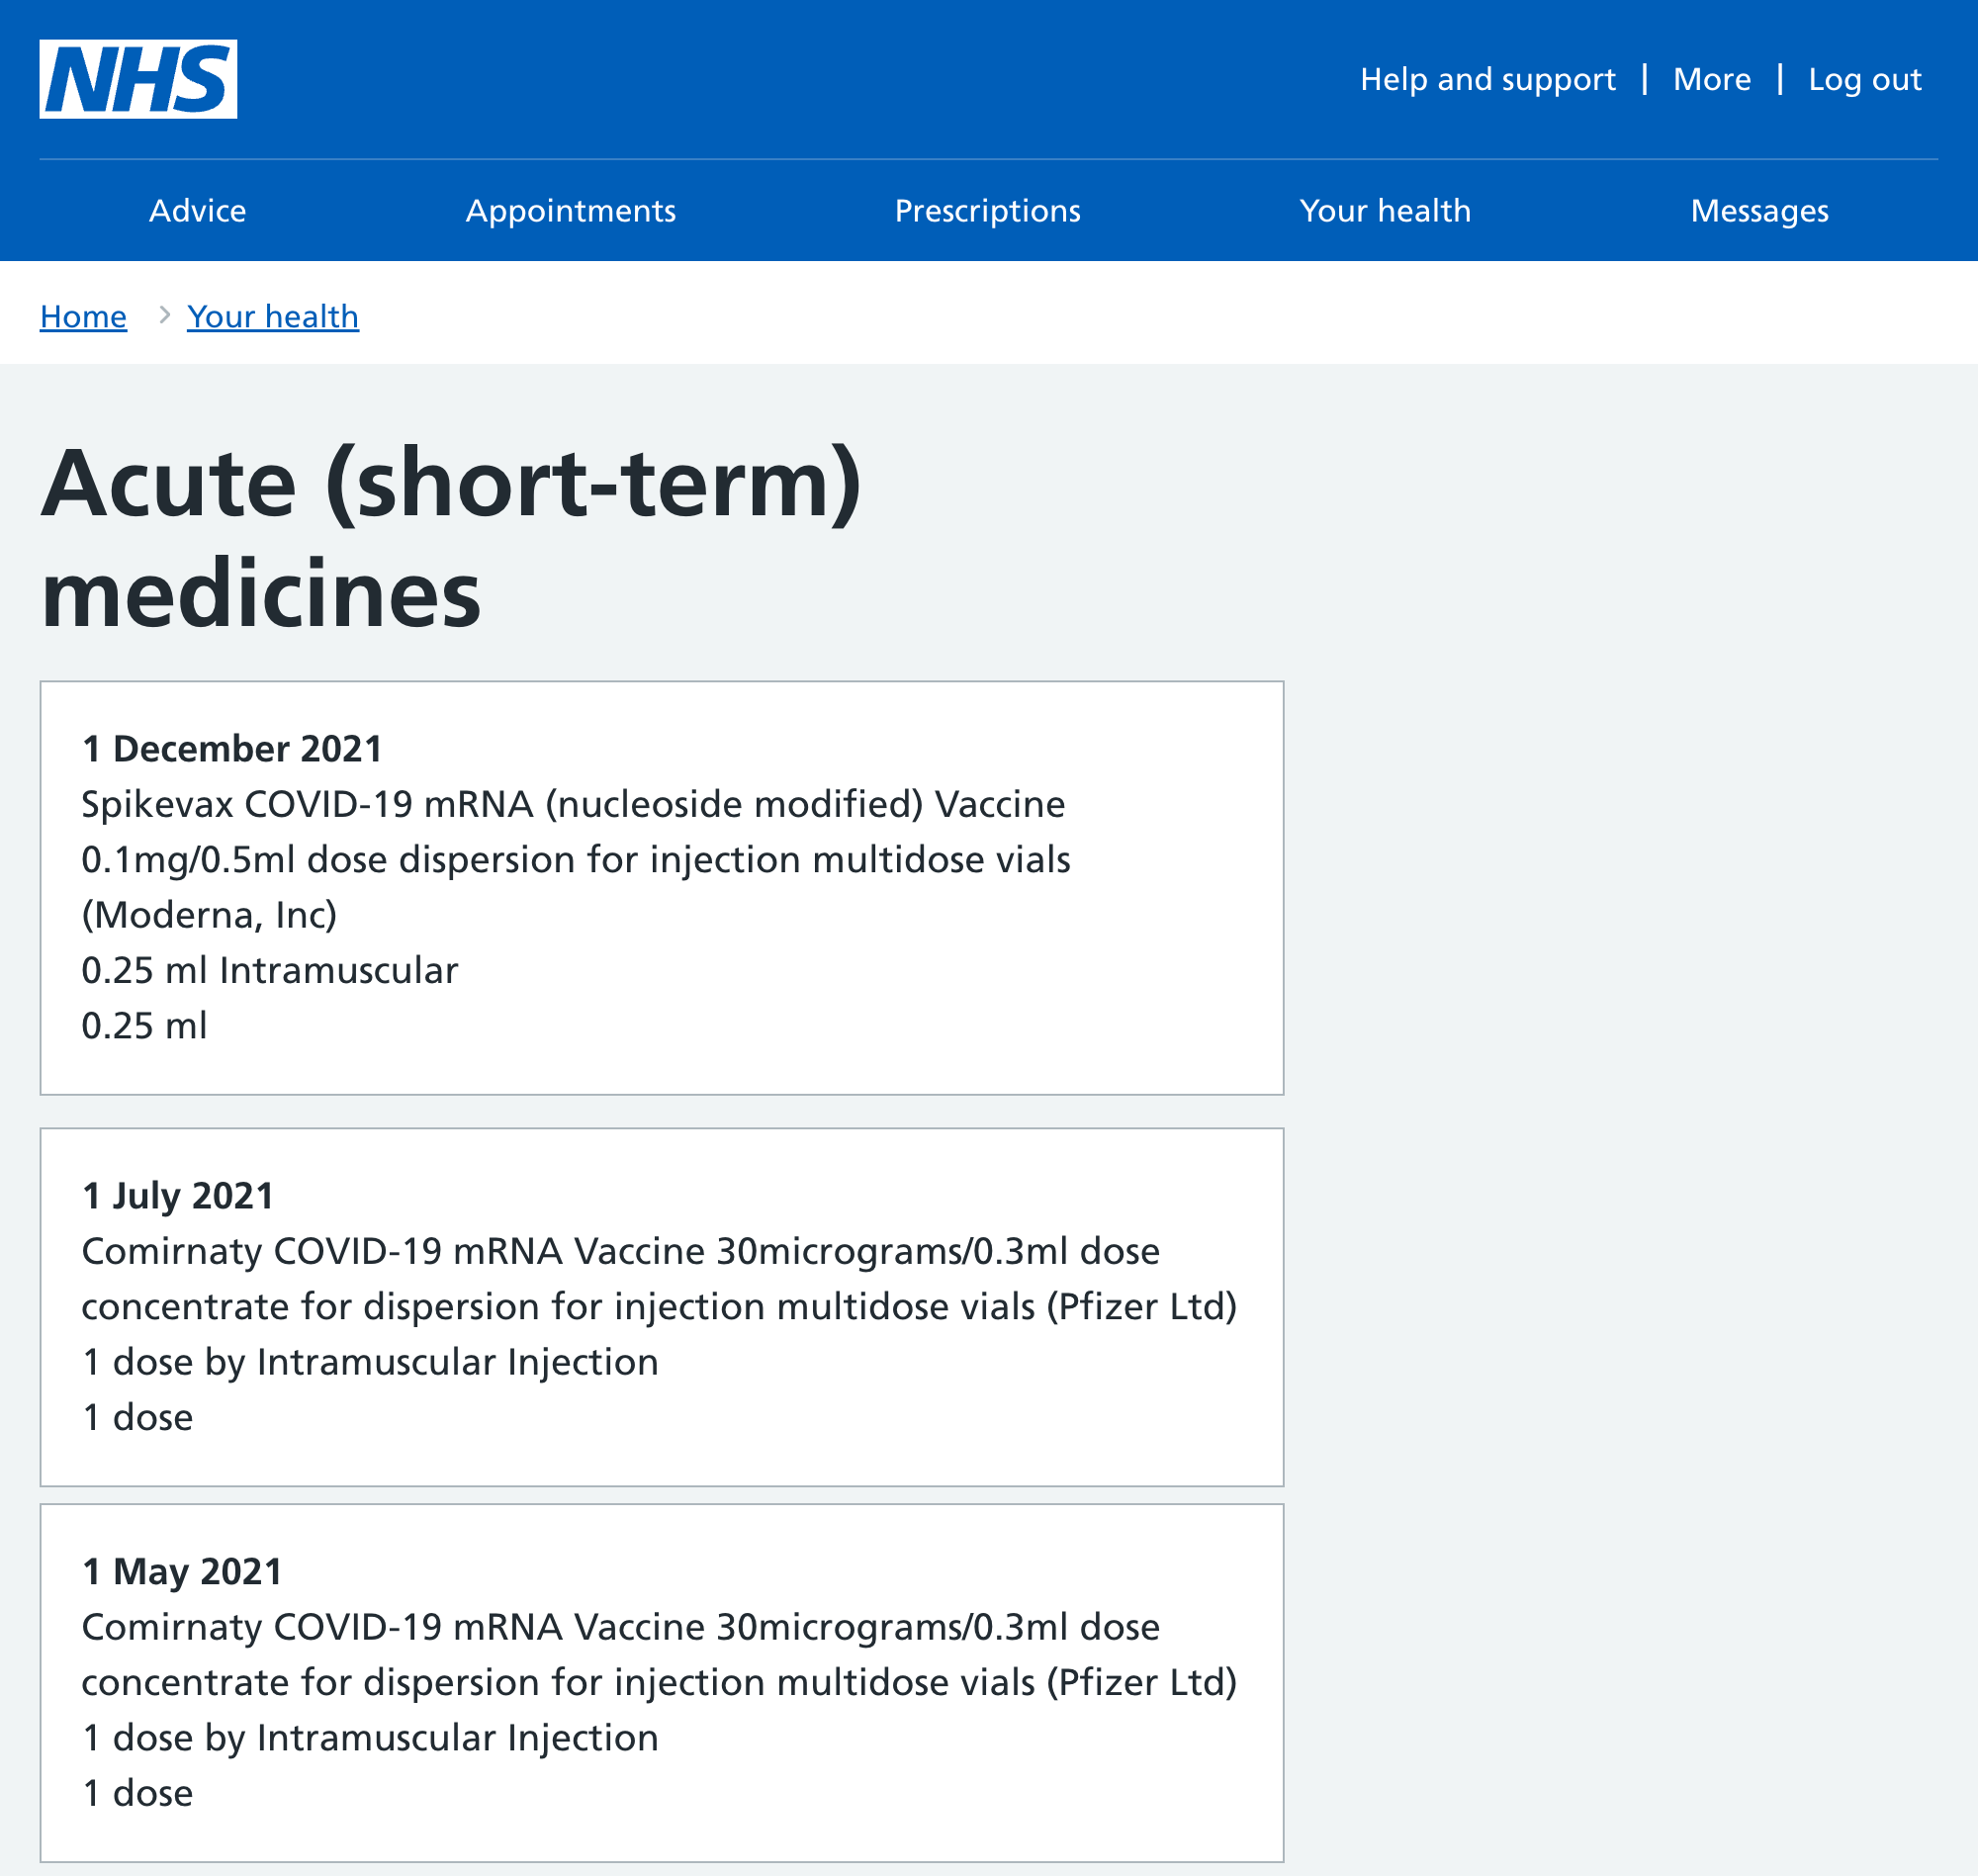 NHS
Help and support | More | Log out
Advice Appointments Prescriptions Your health Messages
Home > Your health
Acute (short-term)
medicines
1 December 2021
Spikevax COVID-19 mRNA (nucleoside modified) Vaccine
0.1mg/0.5ml dose dispersion for injection multidose vials
(Moderna, Inc)
0.25 ml Intramuscular
0.25 ml
1 July 2021
Comirnaty COVID-19 mRNA Vaccine 30micrograms/0.3ml dose
concentrate for dispersion for injection multidose vials (Pfizer Ltd)
1 dose by Intramuscular Injection
1 dose
1 May 2021
Comirnaty COVID-19 mRNA Vaccine 30micrograms/0.3ml dose
concentrate for dispersion for injection multidose vials (Pfizer Ltd)
1 dose by Intramuscular Injection
1 dose